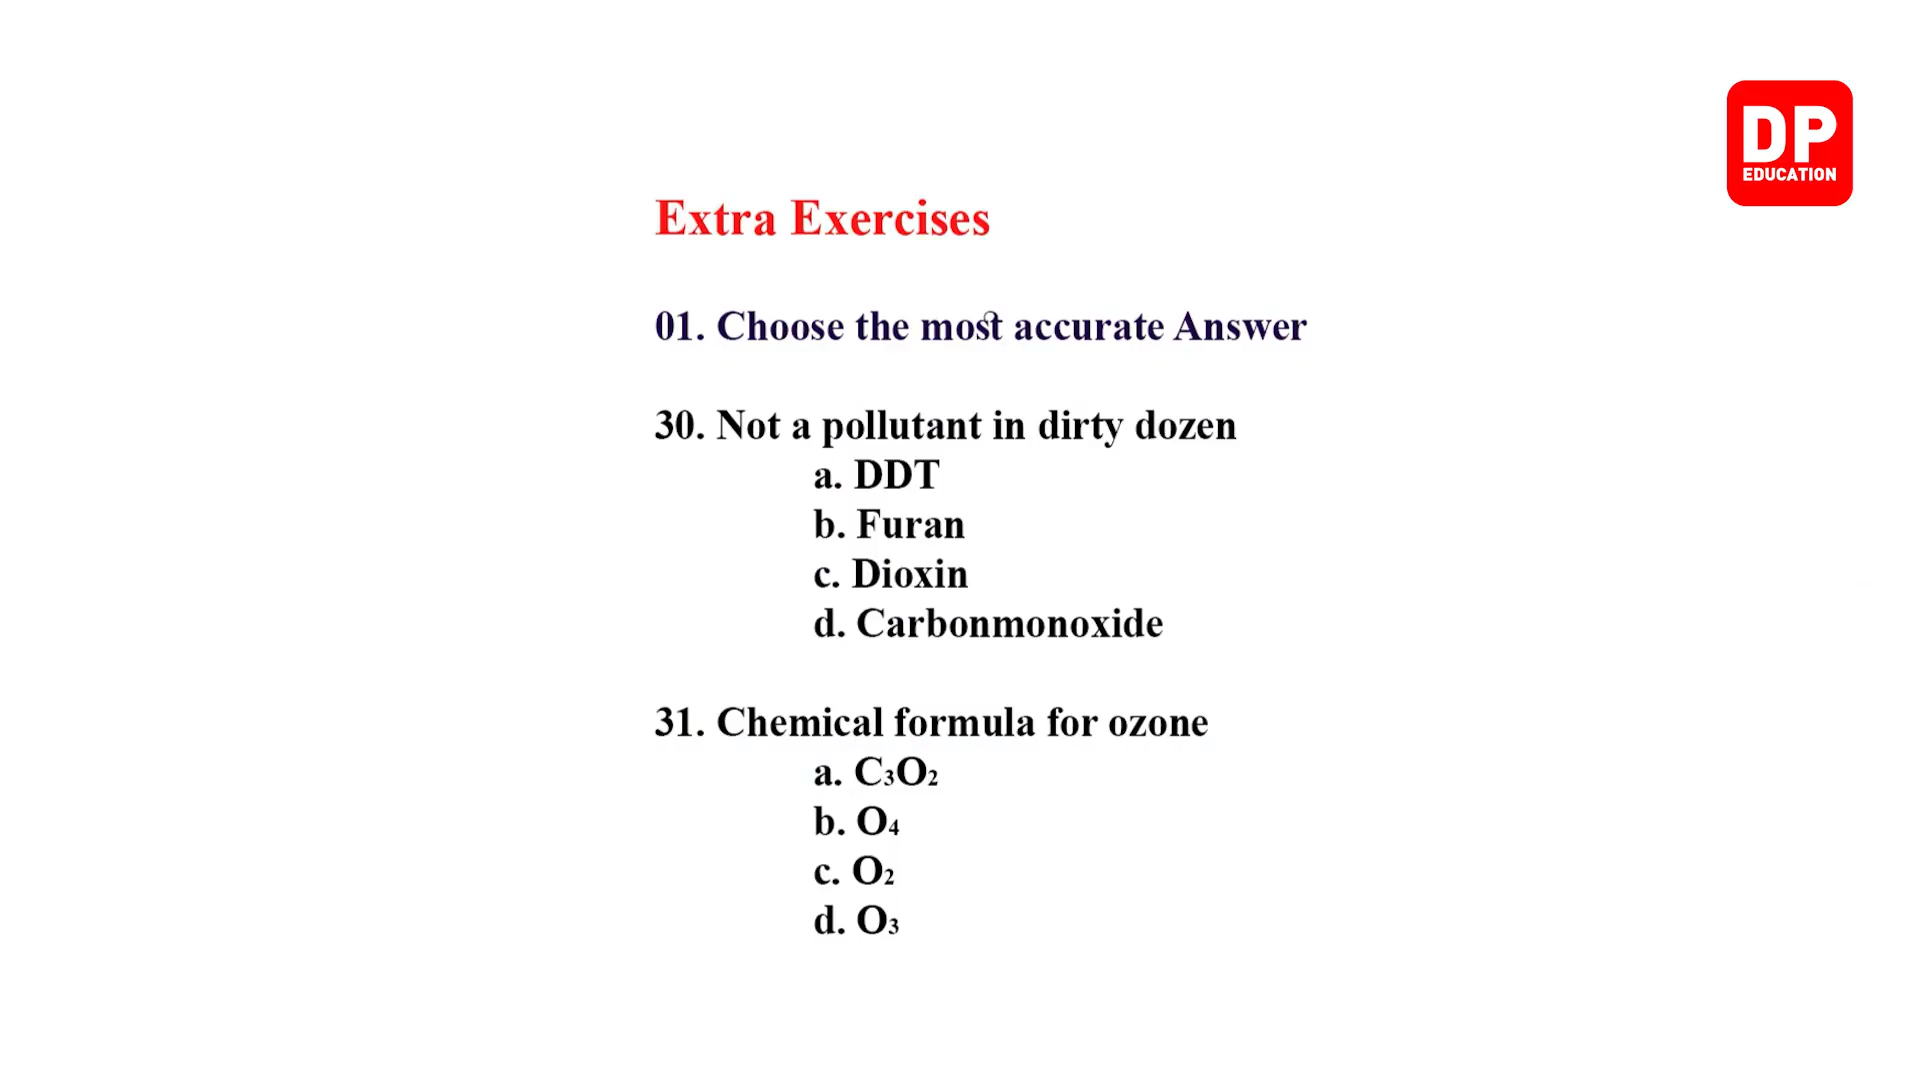 DP
EDUCATION
Extra Exercises
01. Choose the most accurate Answer
30. Not a pollutant in dirty dozen
a. DDT
b. Furan
c. Dioxin
d. Carbonmonoxide
31. Chemical formula for ozone
a. C₃O₂
b. O₄
c. O₂
d. O₃